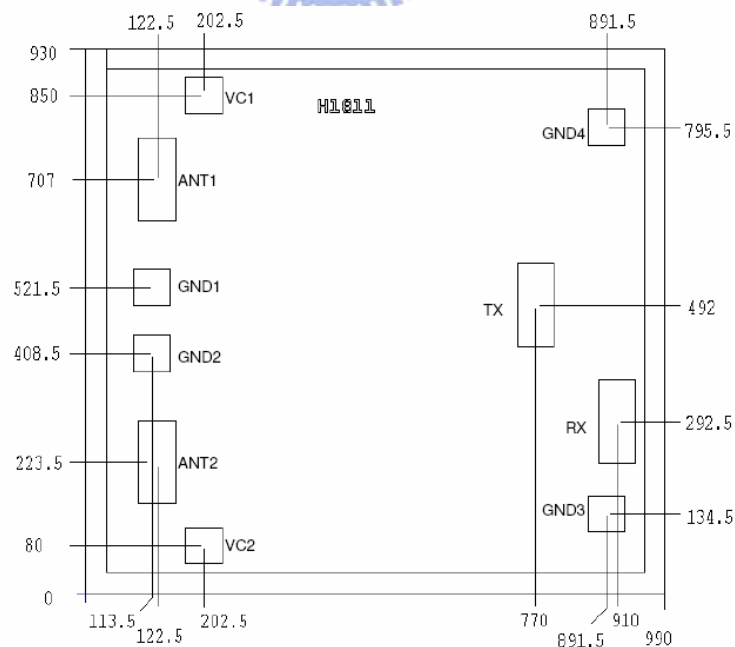 122.5 202.5 891.5
930
850 VC1 H1811 GND4 795.5
707 ANT1
521.5 GND1 TX 492
408.5 GND2
223.5 ANT2 RX 292.5
80 VC2 GND3 134.5
0
113.5 122.5 202.5 770 891.5 910 990